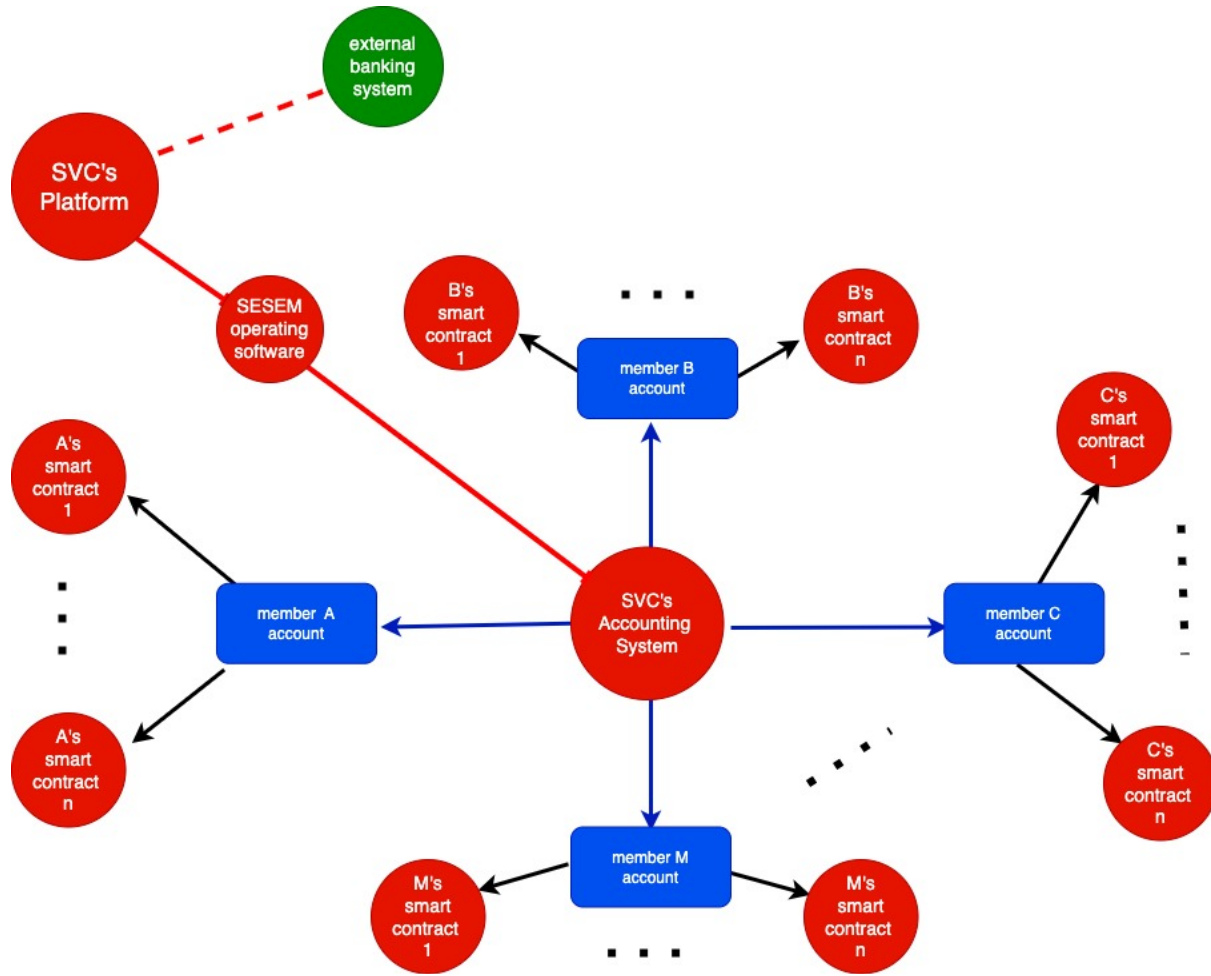 external
banking
system
SVC's
Platform
SESEM
operating
software
B's
smart
contract
1
B's
smart
contract
n
member B
account
C's
smart
contract
1
A's
smart
contract
1
member A
account
SVC's
Accounting
System
member C
account
A's
smart
contract
n
C's
smart
contract
n
member M
account
M's
smart
contract
1
M's
smart
contract
n